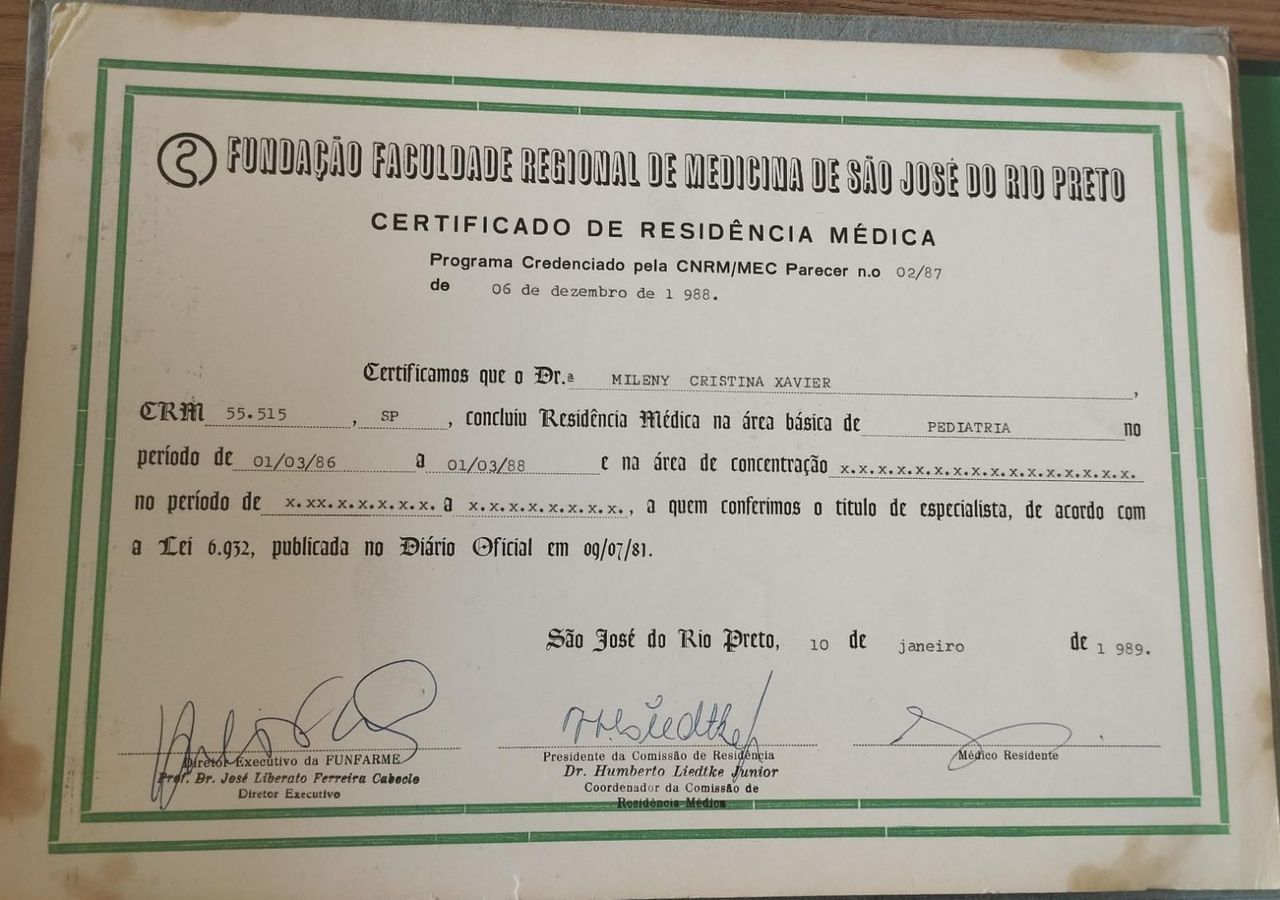 FUNDAÇÃO FACULDADE REGIONAL DE MEDICINA DE SÃO JOSÉ DO RIO PRETO
CERTIFICADO DE RESIDÊNCIA MÉDICA
Programa Credenciado pela CNRM/MEC Parecer n.o 02/87
de 06 de dezembro de 1 988.
Certificamos que o Dr.ª MILENY CRISTINA XAVIER,
CRM 55.515, SP, concluiu Residência Médica na área básica de PEDIATRIA no
período de 01/03/86 a 01/03/88 e na área de concentração x.x.x.x.x.x.x.x.x.x.x.x.x.x.x.x.
no período de x.xx.x.x.x.x.x. a x.x.x.x.x.x.x.x., a quem conferimos o título de especialista, de acordo com
a Lei 6.932, publicada no Diário Oficial em 09/07/81.
São José do Rio Preto, 10 de janeiro de 1 989.
Diretor Executivo da FUNFARME
Prof. Dr. José Liberato Ferreira Caboclo
Diretor Executivo
HLiedtkeJr
Presidente da Comissão de Residência
Dr. Humberto Liedtke Junior
Coordenador da Comissão de
Residência Médica
Médico Residente